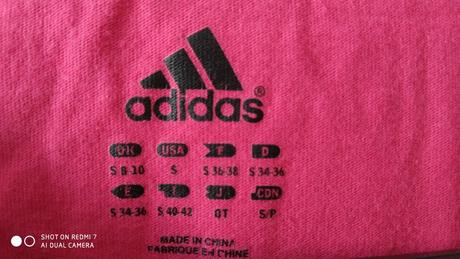 adidas®
UK USA F D
S 8-10 S S 36-38 S 34-36
E I J CDN
S 34-36 S 40-42 OT S/P
MADE IN CHINA
FABRIQUE EN CHINE
SHOT ON REDMI 7
AI DUAL CAMERA